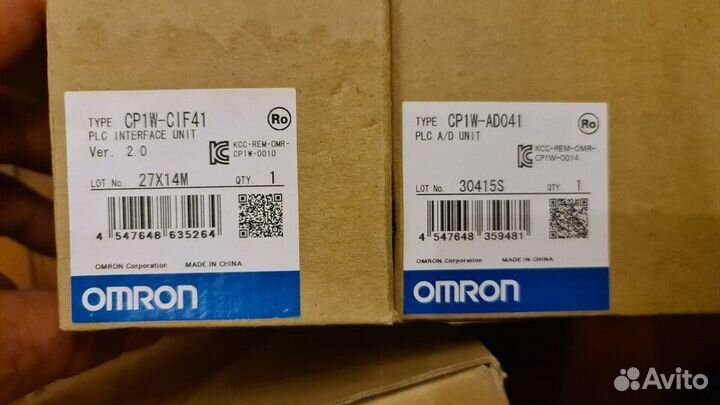 TYPE CP1W-CIF41
Ro
PLC INTERFACE UNIT
Ver. 2.0
KCC-REM-OMR-
CP1W-0010
LOT No. 27X14M QTY. 1
4 547648 635264
OMRON Corporation MADE IN CHINA
OMRON
TYPE CP1W-AD041
Ro
PLC A/D UNIT
KCC-REM-OMR-
CP1W-0014
LOT No. 30415S QTY. 1
4 547648 359481
OMRON Corporation MADE IN CHINA
OMRON
Avito